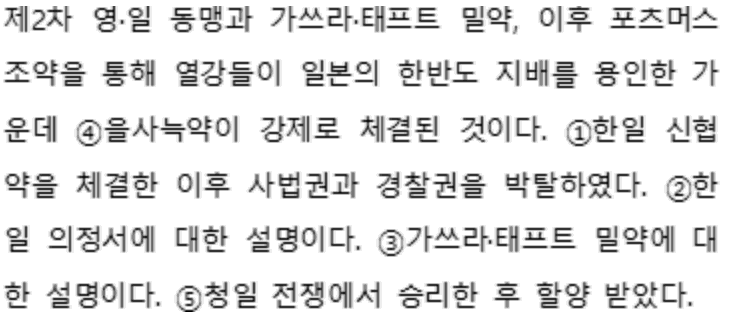 제2차 영·일 동맹과 가쓰라·태프트 밀약, 이후 포츠머스
조약을 통해 열강들이 일본의 한반도 지배를 용인한 가
운데 ④을사늑약이 강제로 체결된 것이다. ①한일 신협
약을 체결한 이후 사법권과 경찰권을 박탈하였다. ②한
일 의정서에 대한 설명이다. ③가쓰라·태프트 밀약에 대
한 설명이다. ⑤청일 전쟁에서 승리한 후 할양 받았다.